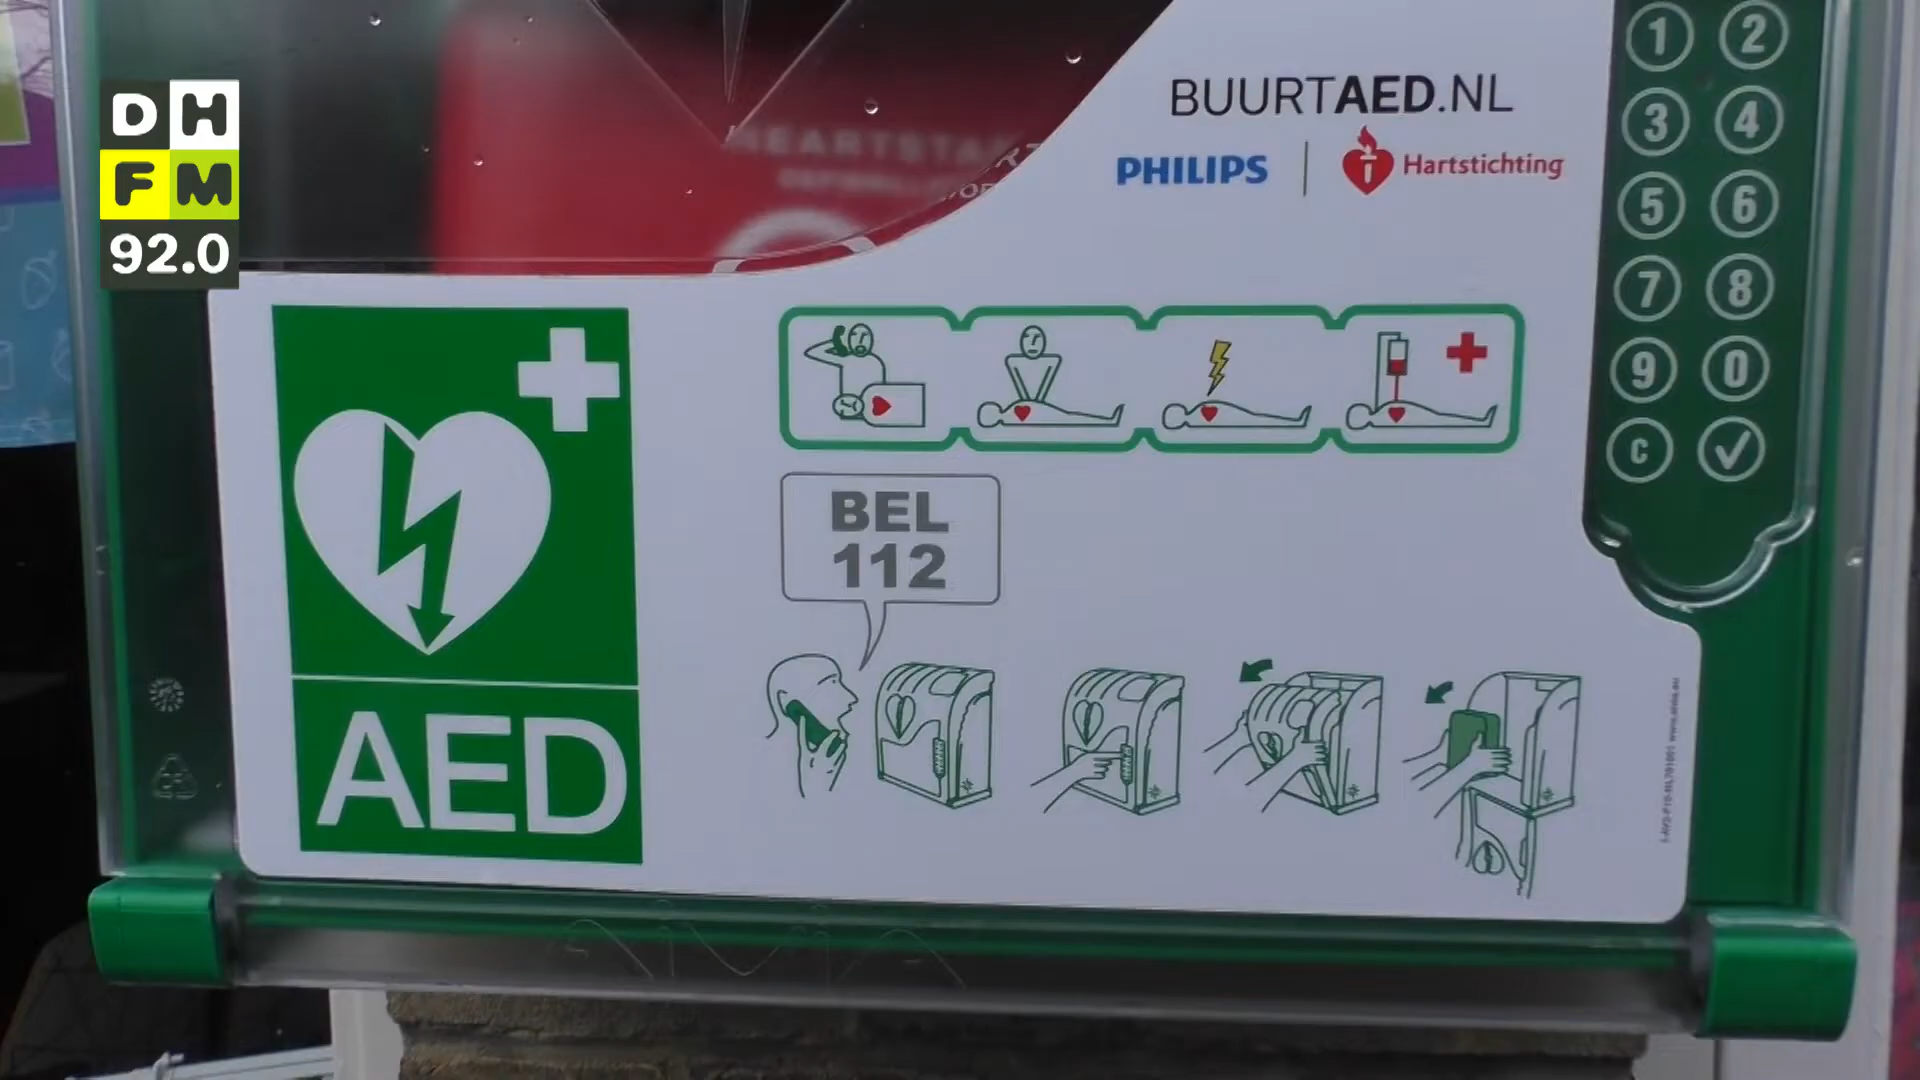 DH
FM
92.0
HEARTSTART
BUURTAED.NL
PHILIPS
Hartstichting
1 2
3 4
5 6
7 8
9 0
C
BEL
112
AED